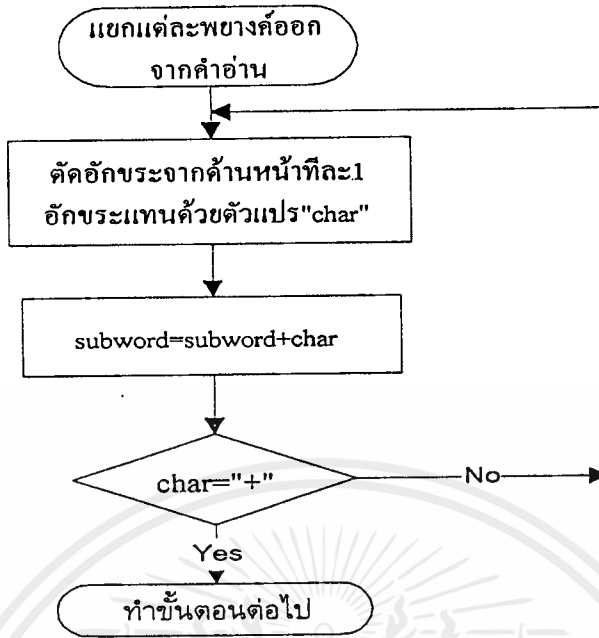 แยกแต่ละพยางค์ออก
จากคำอ่าน
ตัดอักขระจากด้านหน้าทีละ1
อักขระแทนด้วยตัวแปร"char"
subword=subword+char
char="+"
No
Yes
ทำขั้นตอนต่อไป